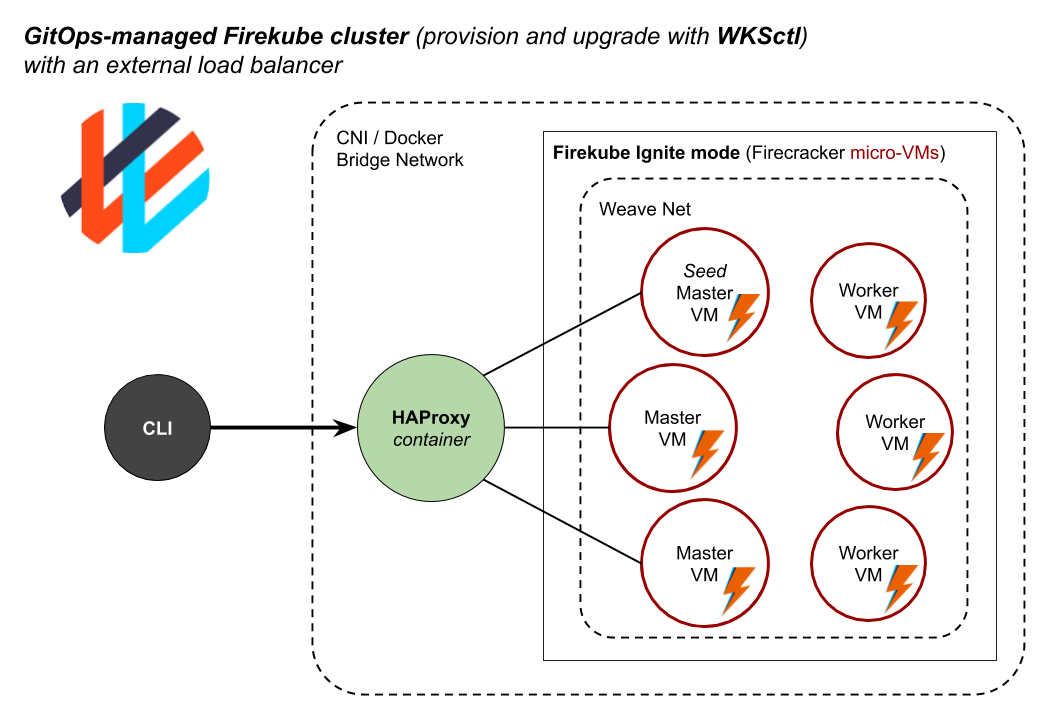 GitOps-managed Firekube cluster (provision and upgrade with WKSctl)
with an external load balancer
CNI / Docker
Bridge Network
Firekube Ignite mode (Firecracker micro-VMs)
Weave Net
Seed
Master
VM
Worker
VM
CLI
HAProxy
container
Master
VM
Worker
VM
Master
VM
Worker
VM